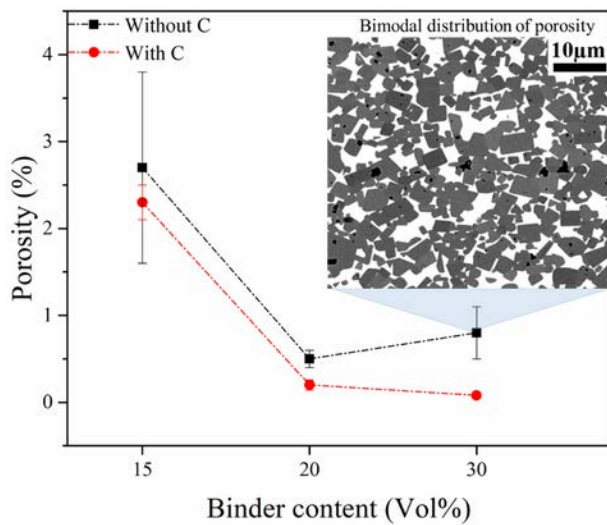 Without C
With C
Bimodal distribution of porosity
10μm
Porosity (%)
4
3
2
1
0
15
20
30
Binder content (Vol%)